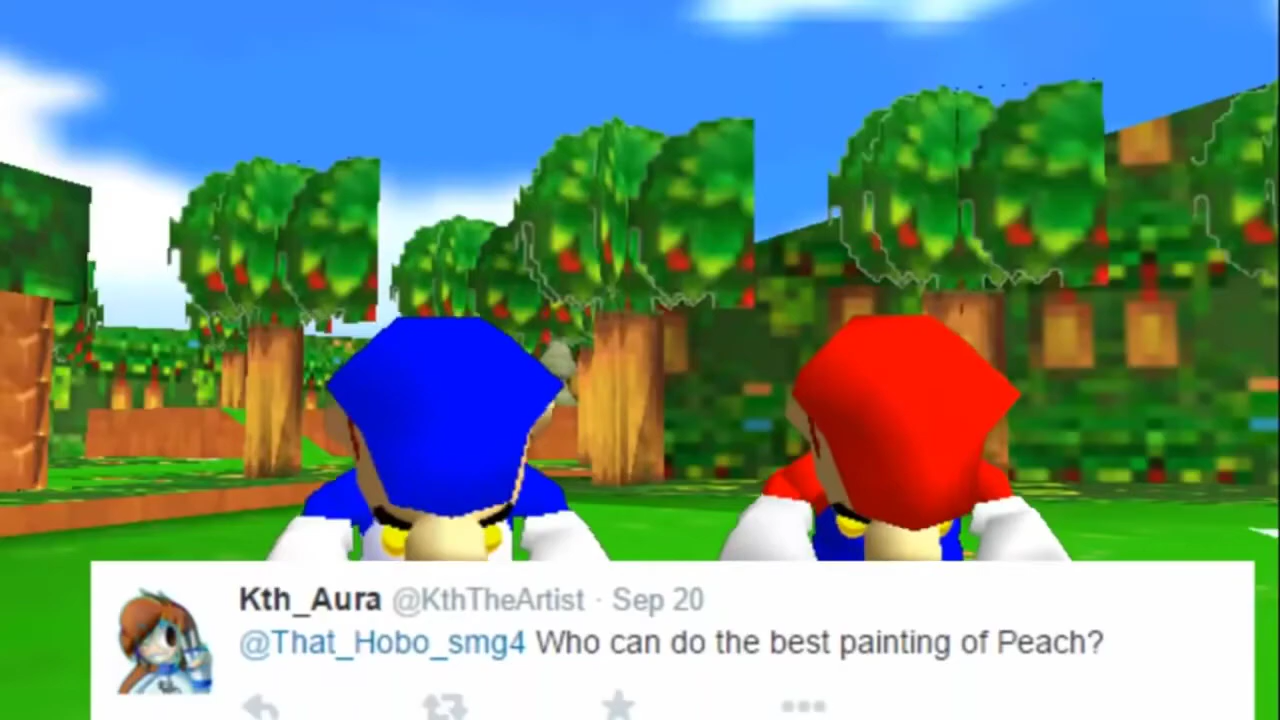 Kth_Aura @KthTheArtist · Sep 20
@That_Hobo_smg4 Who can do the best painting of Peach?